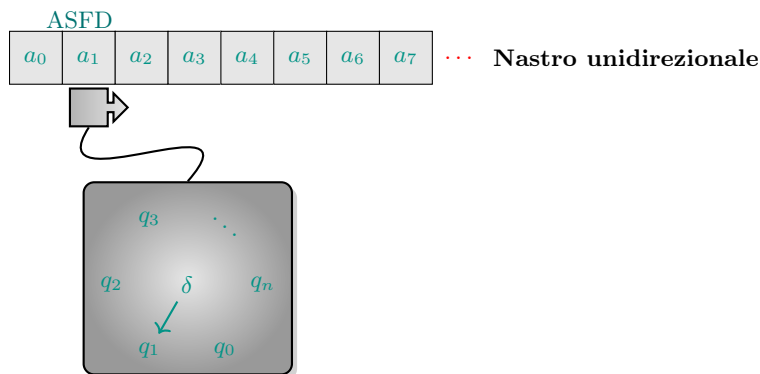 ASFD
a₀ a₁ a₂ a₃ a₄ a₅ a₆ a₇ ⋯ Nastro unidirezionale
q₃ ⋱
q₂ δ qₙ
q₁ q₀